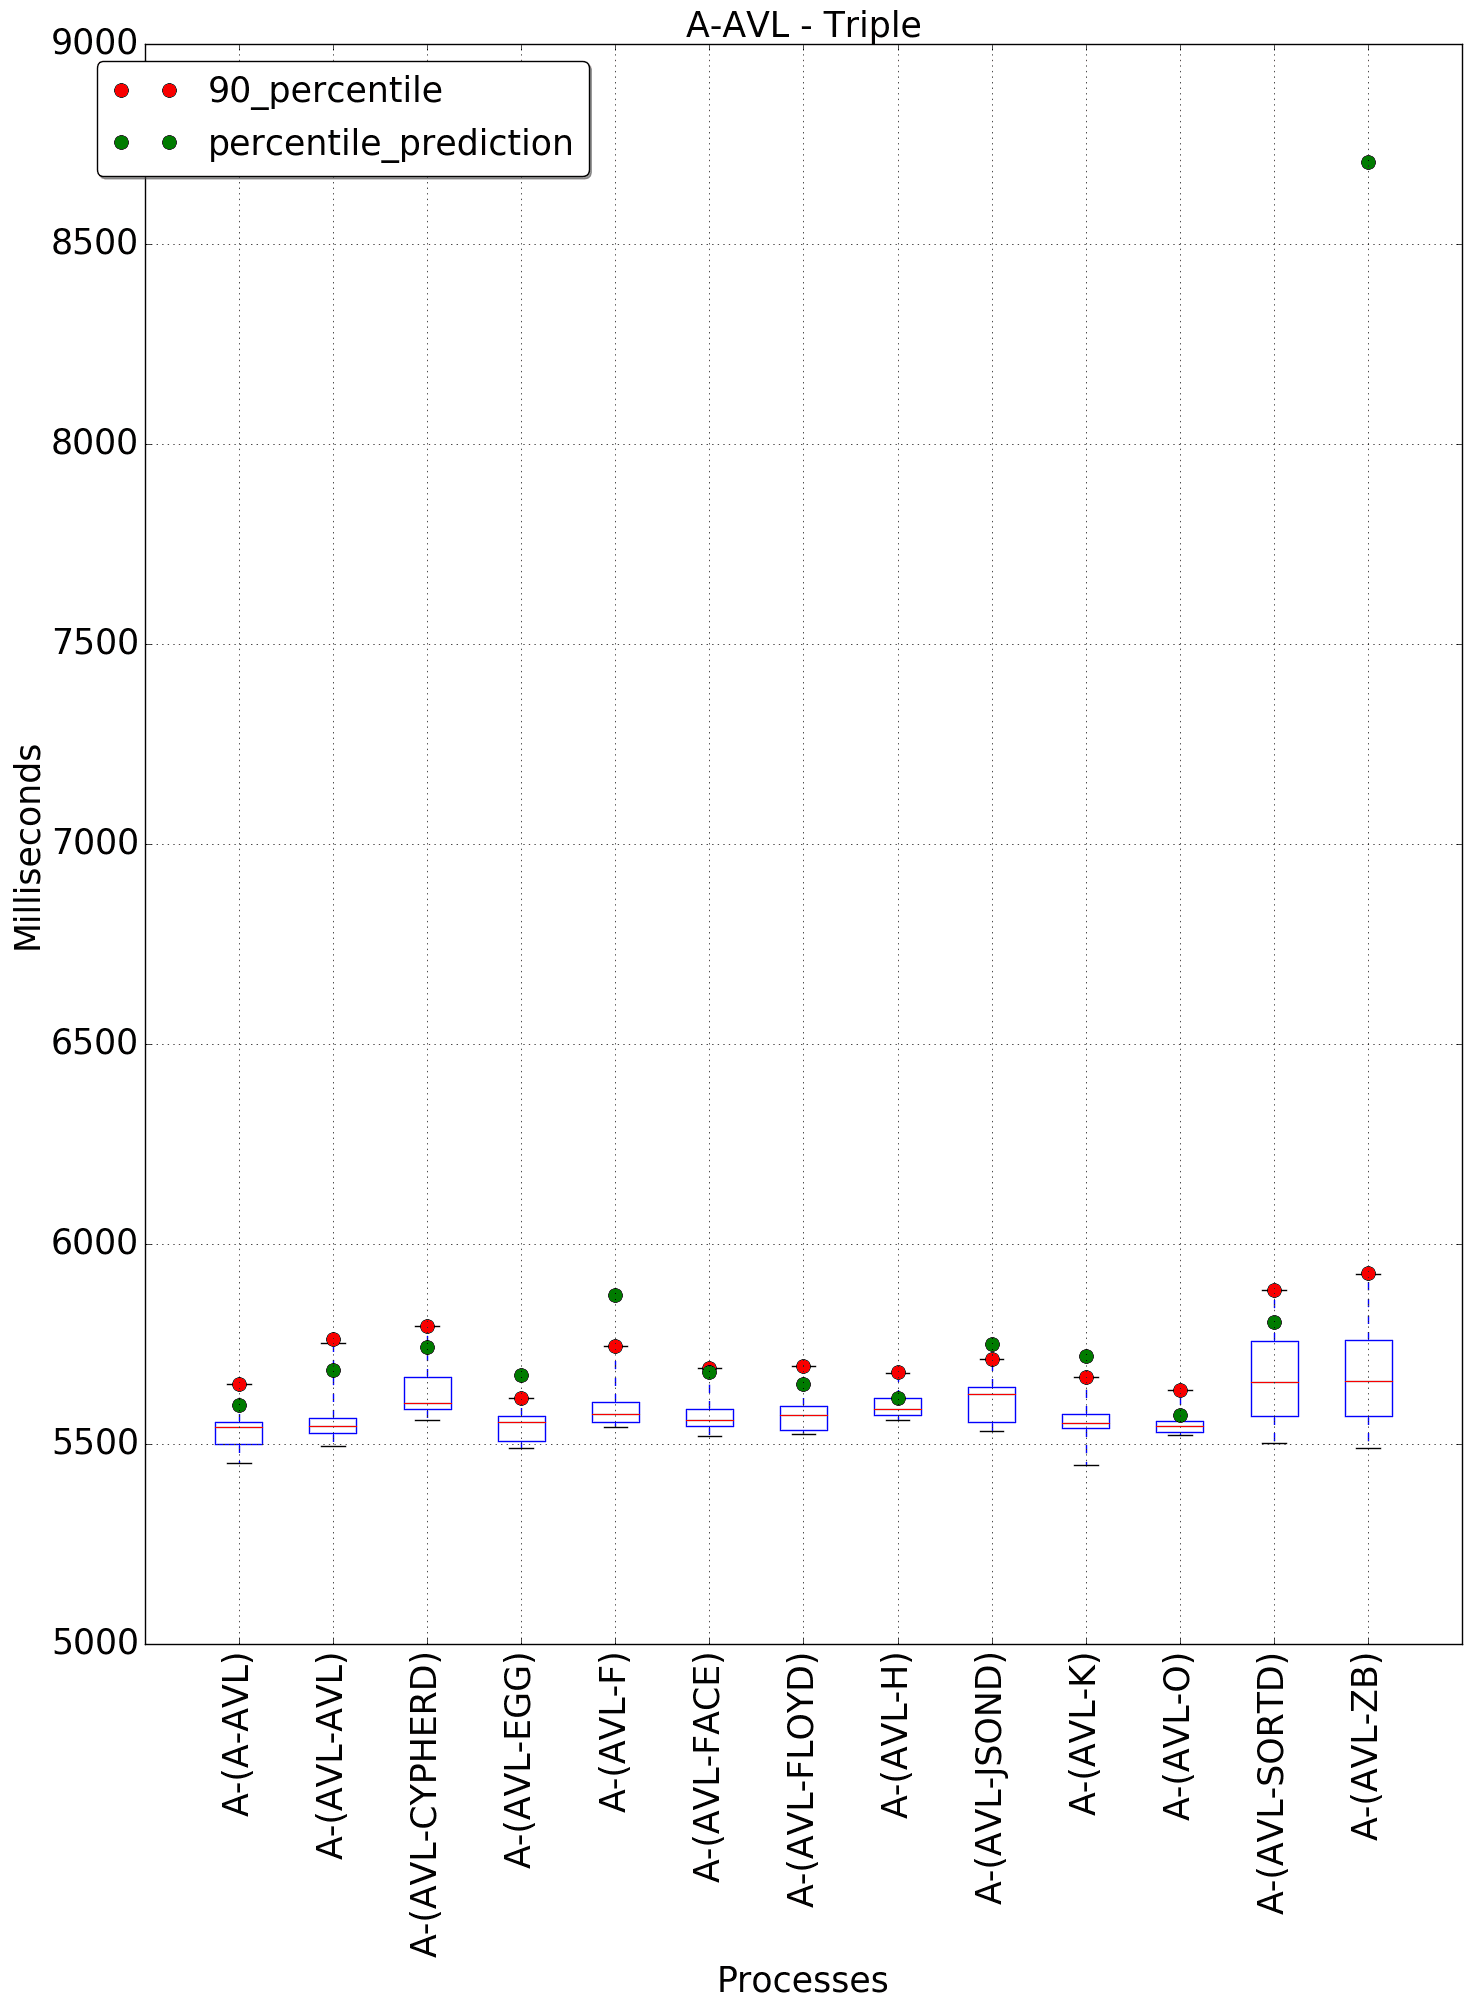 A-AVL - Triple
90_percentile
percentile_prediction
9000
8500
8000
7500
7000
6500
6000
5500
5000
Milliseconds
A-(A-AVL)
A-(AVL-AVL)
A-(AVL-CYPHERD)
A-(AVL-EGG)
A-(AVL-F)
A-(AVL-FACE)
A-(AVL-FLOYD)
A-(AVL-H)
A-(AVL-JSOND)
A-(AVL-K)
A-(AVL-O)
A-(AVL-SORTD)
A-(AVL-ZB)
Processes